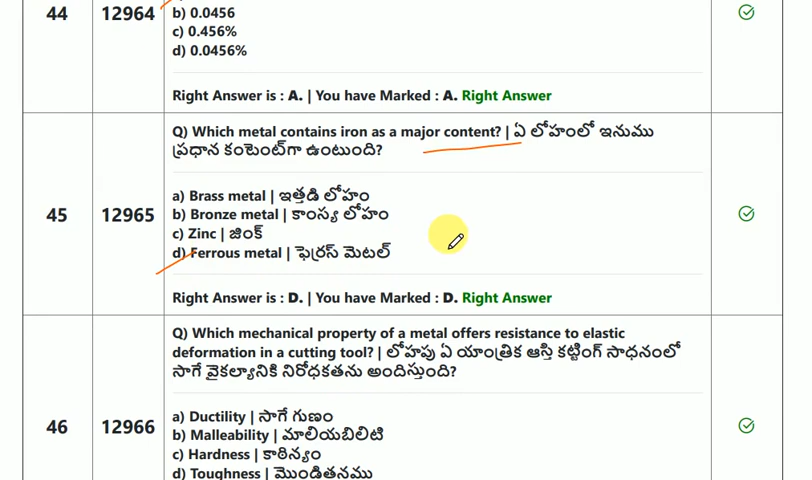 44
12964
b) 0.0456
c) 0.456%
d) 0.0456%
Right Answer is : A. | You have Marked : A. Right Answer
45
12965
Q) Which metal contains iron as a major content? | ఏ లోహంలో ఇనుము
ప్రధాన కంటెంట్‌గా ఉంటుంది?
a) Brass metal | ఇత్తడి లోహం
b) Bronze metal | కాంస్య లోహం
c) Zinc | జింక్
d) Ferrous metal | ఫెర్రస్ మెటల్
Right Answer is : D. | You have Marked : D. Right Answer
46
12966
Q) Which mechanical property of a metal offers resistance to elastic
deformation in a cutting tool? | లోహపు ఏ యాంత్రిక ఆస్తి కట్టింగ్ సాధనంలో
సాగే వైకల్యానికి నిరోధకతను అందిస్తుంది?
a) Ductility | సాగే గుణం
b) Malleability | మాలియబిలిటి
c) Hardness | కాఠిన్యం
d) Toughness | మొండితనము